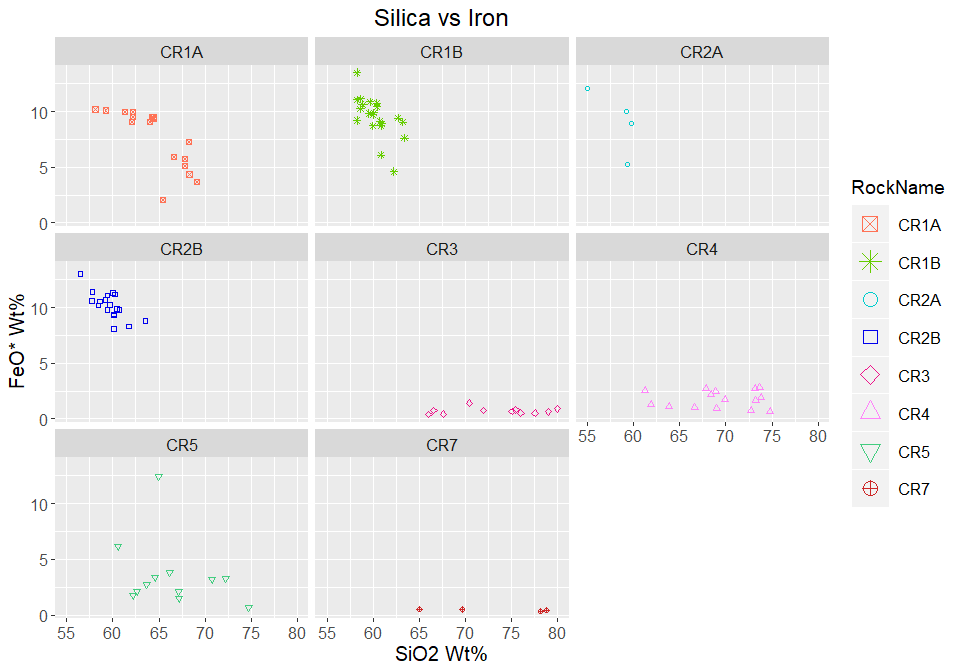 Silica vs Iron
CR1A CR1B CR2A
10
5
0
CR2B CR3 CR4
10
5
0
55 60 65 70 75 80
CR5 CR7
10
5
0
55 60 65 70 75 80 55 60 65 70 75 80
SiO2 Wt%
FeO* Wt%
RockName
CR1A
CR1B
CR2A
CR2B
CR3
CR4
CR5
CR7